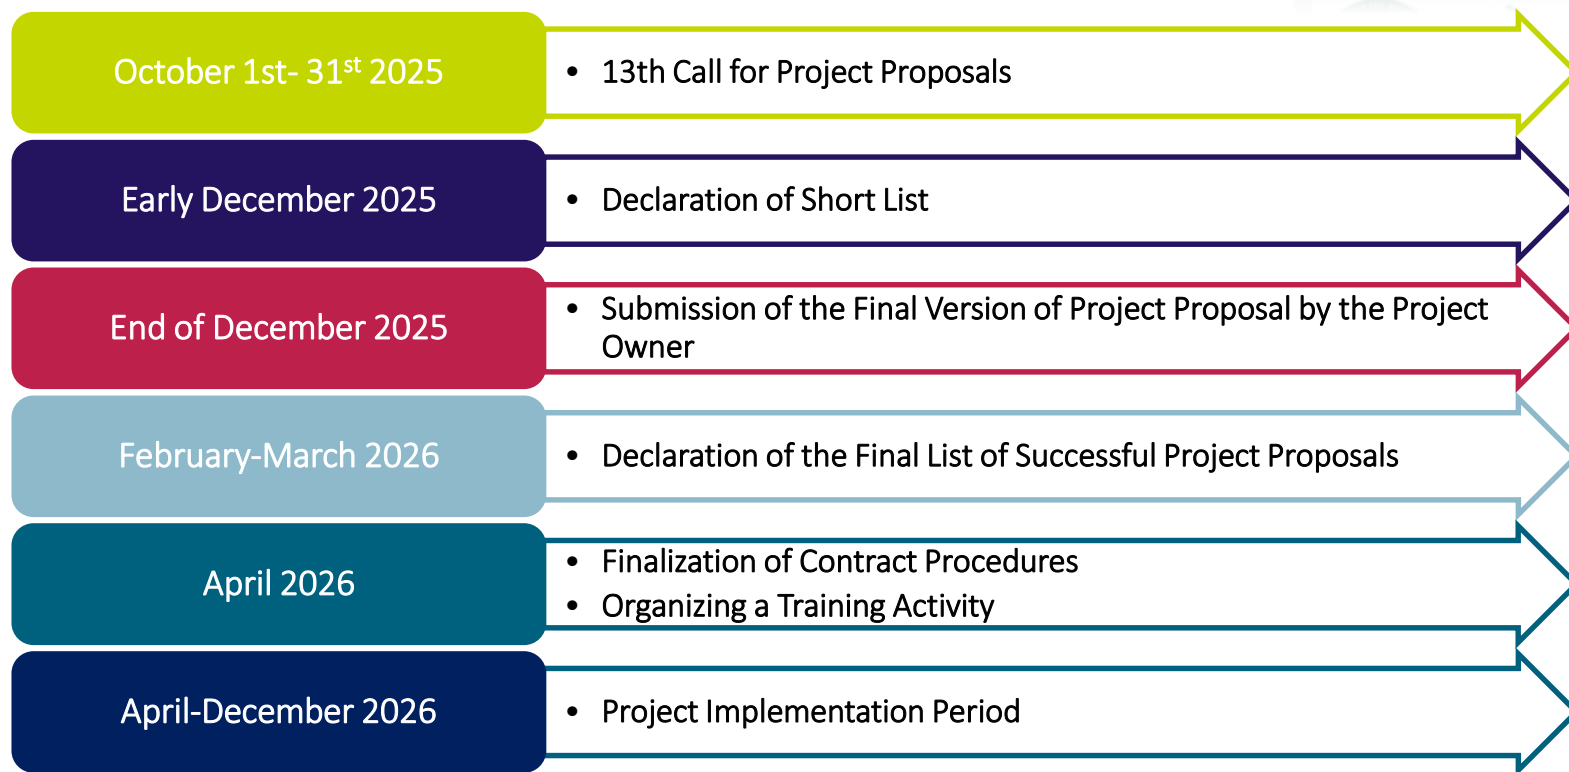 October 1st- 31st 2025
• 13th Call for Project Proposals
Early December 2025
• Declaration of Short List
End of December 2025
• Submission of the Final Version of Project Proposal by the Project
Owner
February-March 2026
• Declaration of the Final List of Successful Project Proposals
April 2026
• Finalization of Contract Procedures
• Organizing a Training Activity
April-December 2026
• Project Implementation Period